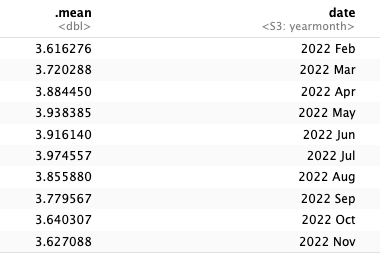 .mean date
<dbl> <S3: yearmonth>
3.616276 2022 Feb
3.720288 2022 Mar
3.884450 2022 Apr
3.938385 2022 May
3.916140 2022 Jun
3.974557 2022 Jul
3.855880 2022 Aug
3.779567 2022 Sep
3.640307 2022 Oct
3.627088 2022 Nov